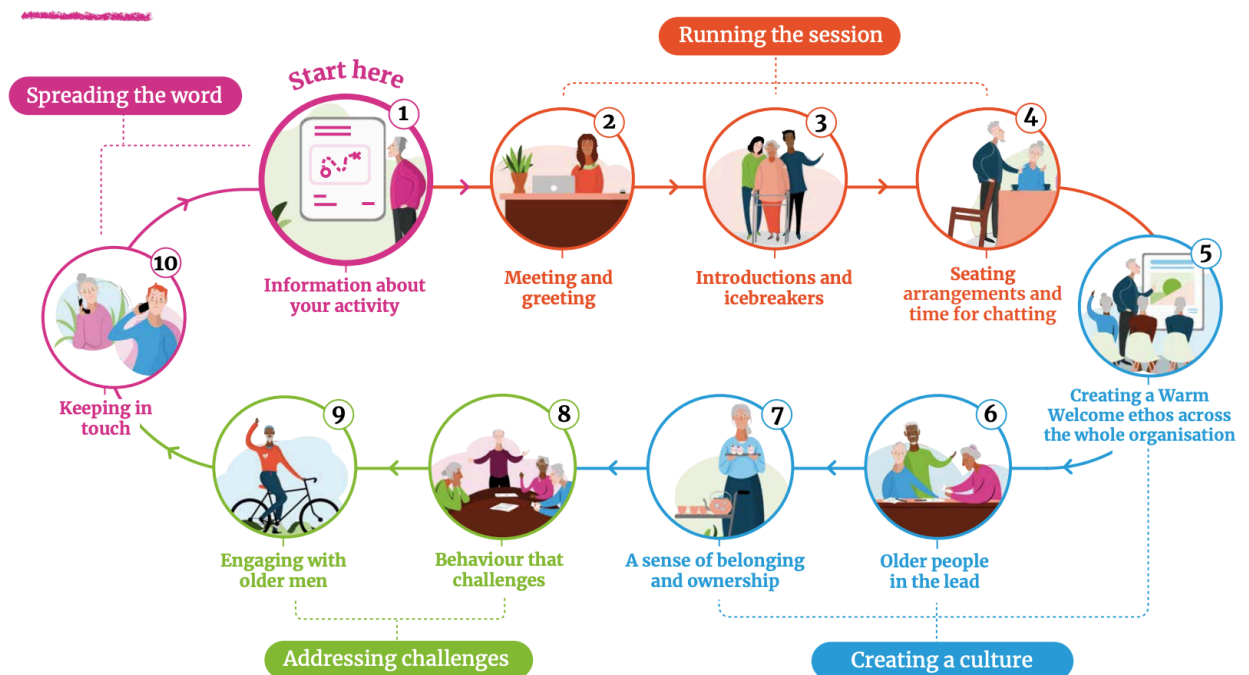 Running the session
Start here
Spreading the word
1
2
3
4
Information about
your activity
Meeting and
greeting
Introductions and
icebreakers
Seating
arrangements and
time for chatting
5
Creating a Warm
Welcome ethos across
the whole organisation
10
Keeping in
touch
9
8
7
6
Engaging with
older men
Behaviour that
challenges
A sense of belonging
and ownership
Older people
in the lead
Addressing challenges
Creating a culture